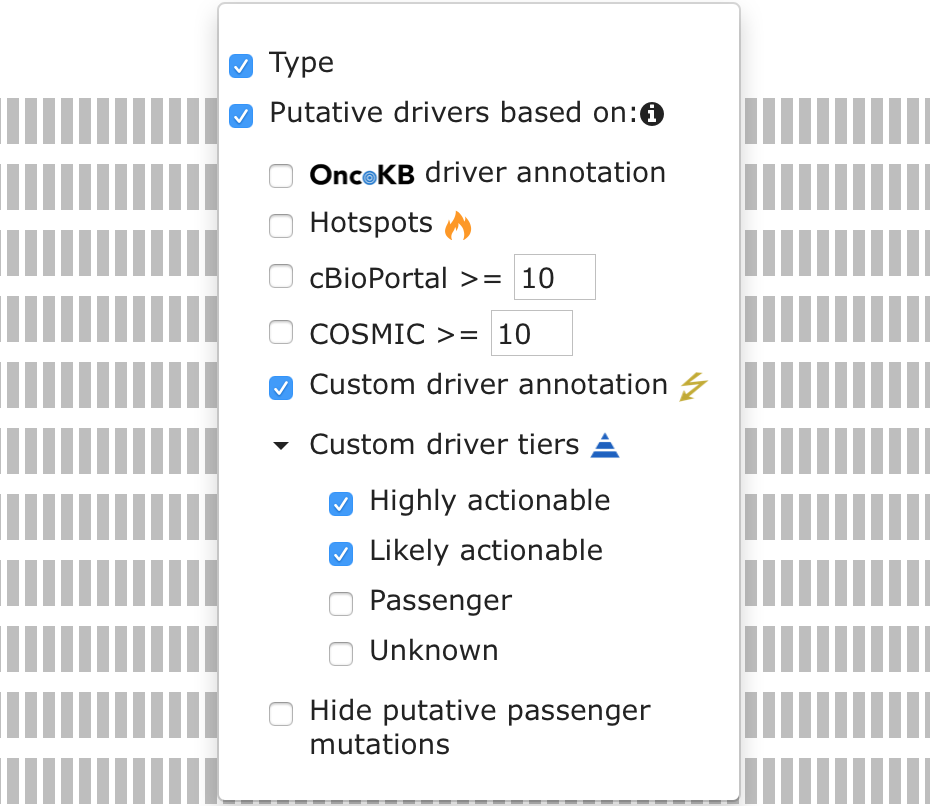 Type
Putative drivers based on:
OncoKB driver annotation
Hotspots
cBioPortal >= 10
COSMIC >= 10
Custom driver annotation
Custom driver tiers
Highly actionable
Likely actionable
Passenger
Unknown
Hide putative passenger
mutations